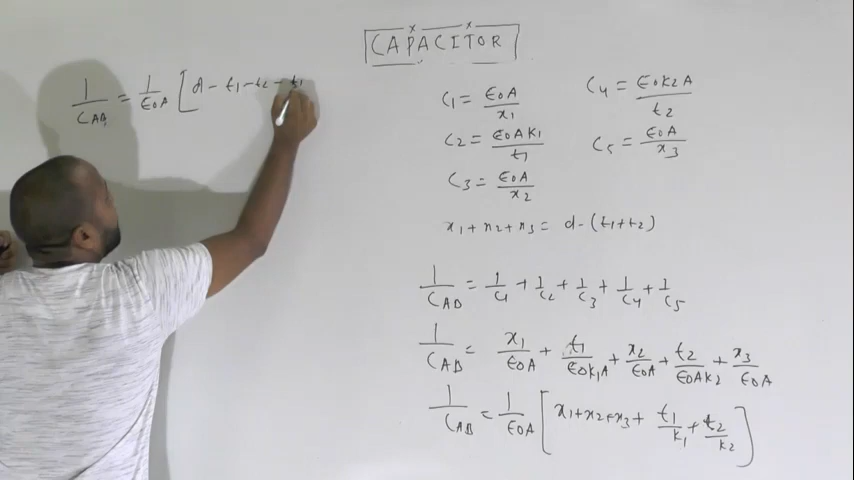 CAPACITOR
1/C_AB = 1/ε0A [d - t1 - t2 -
C1 = ε0A/x1
C2 = ε0AK1/t1
C3 = ε0A/x2
C4 = ε0K2A/t2
C5 = ε0A/x3
x1 + x2 + x3 = d - (t1 + t2)
1/C_AB = 1/C1 + 1/C2 + 1/C3 + 1/C4 + 1/C5
1/C_AB = x1/ε0A + t1/ε0K1A + x2/ε0A + t2/ε0AK2 + x3/ε0A
1/C_AB = 1/ε0A [x1 + x2 + x3 + t1/K1 + t2/K2]